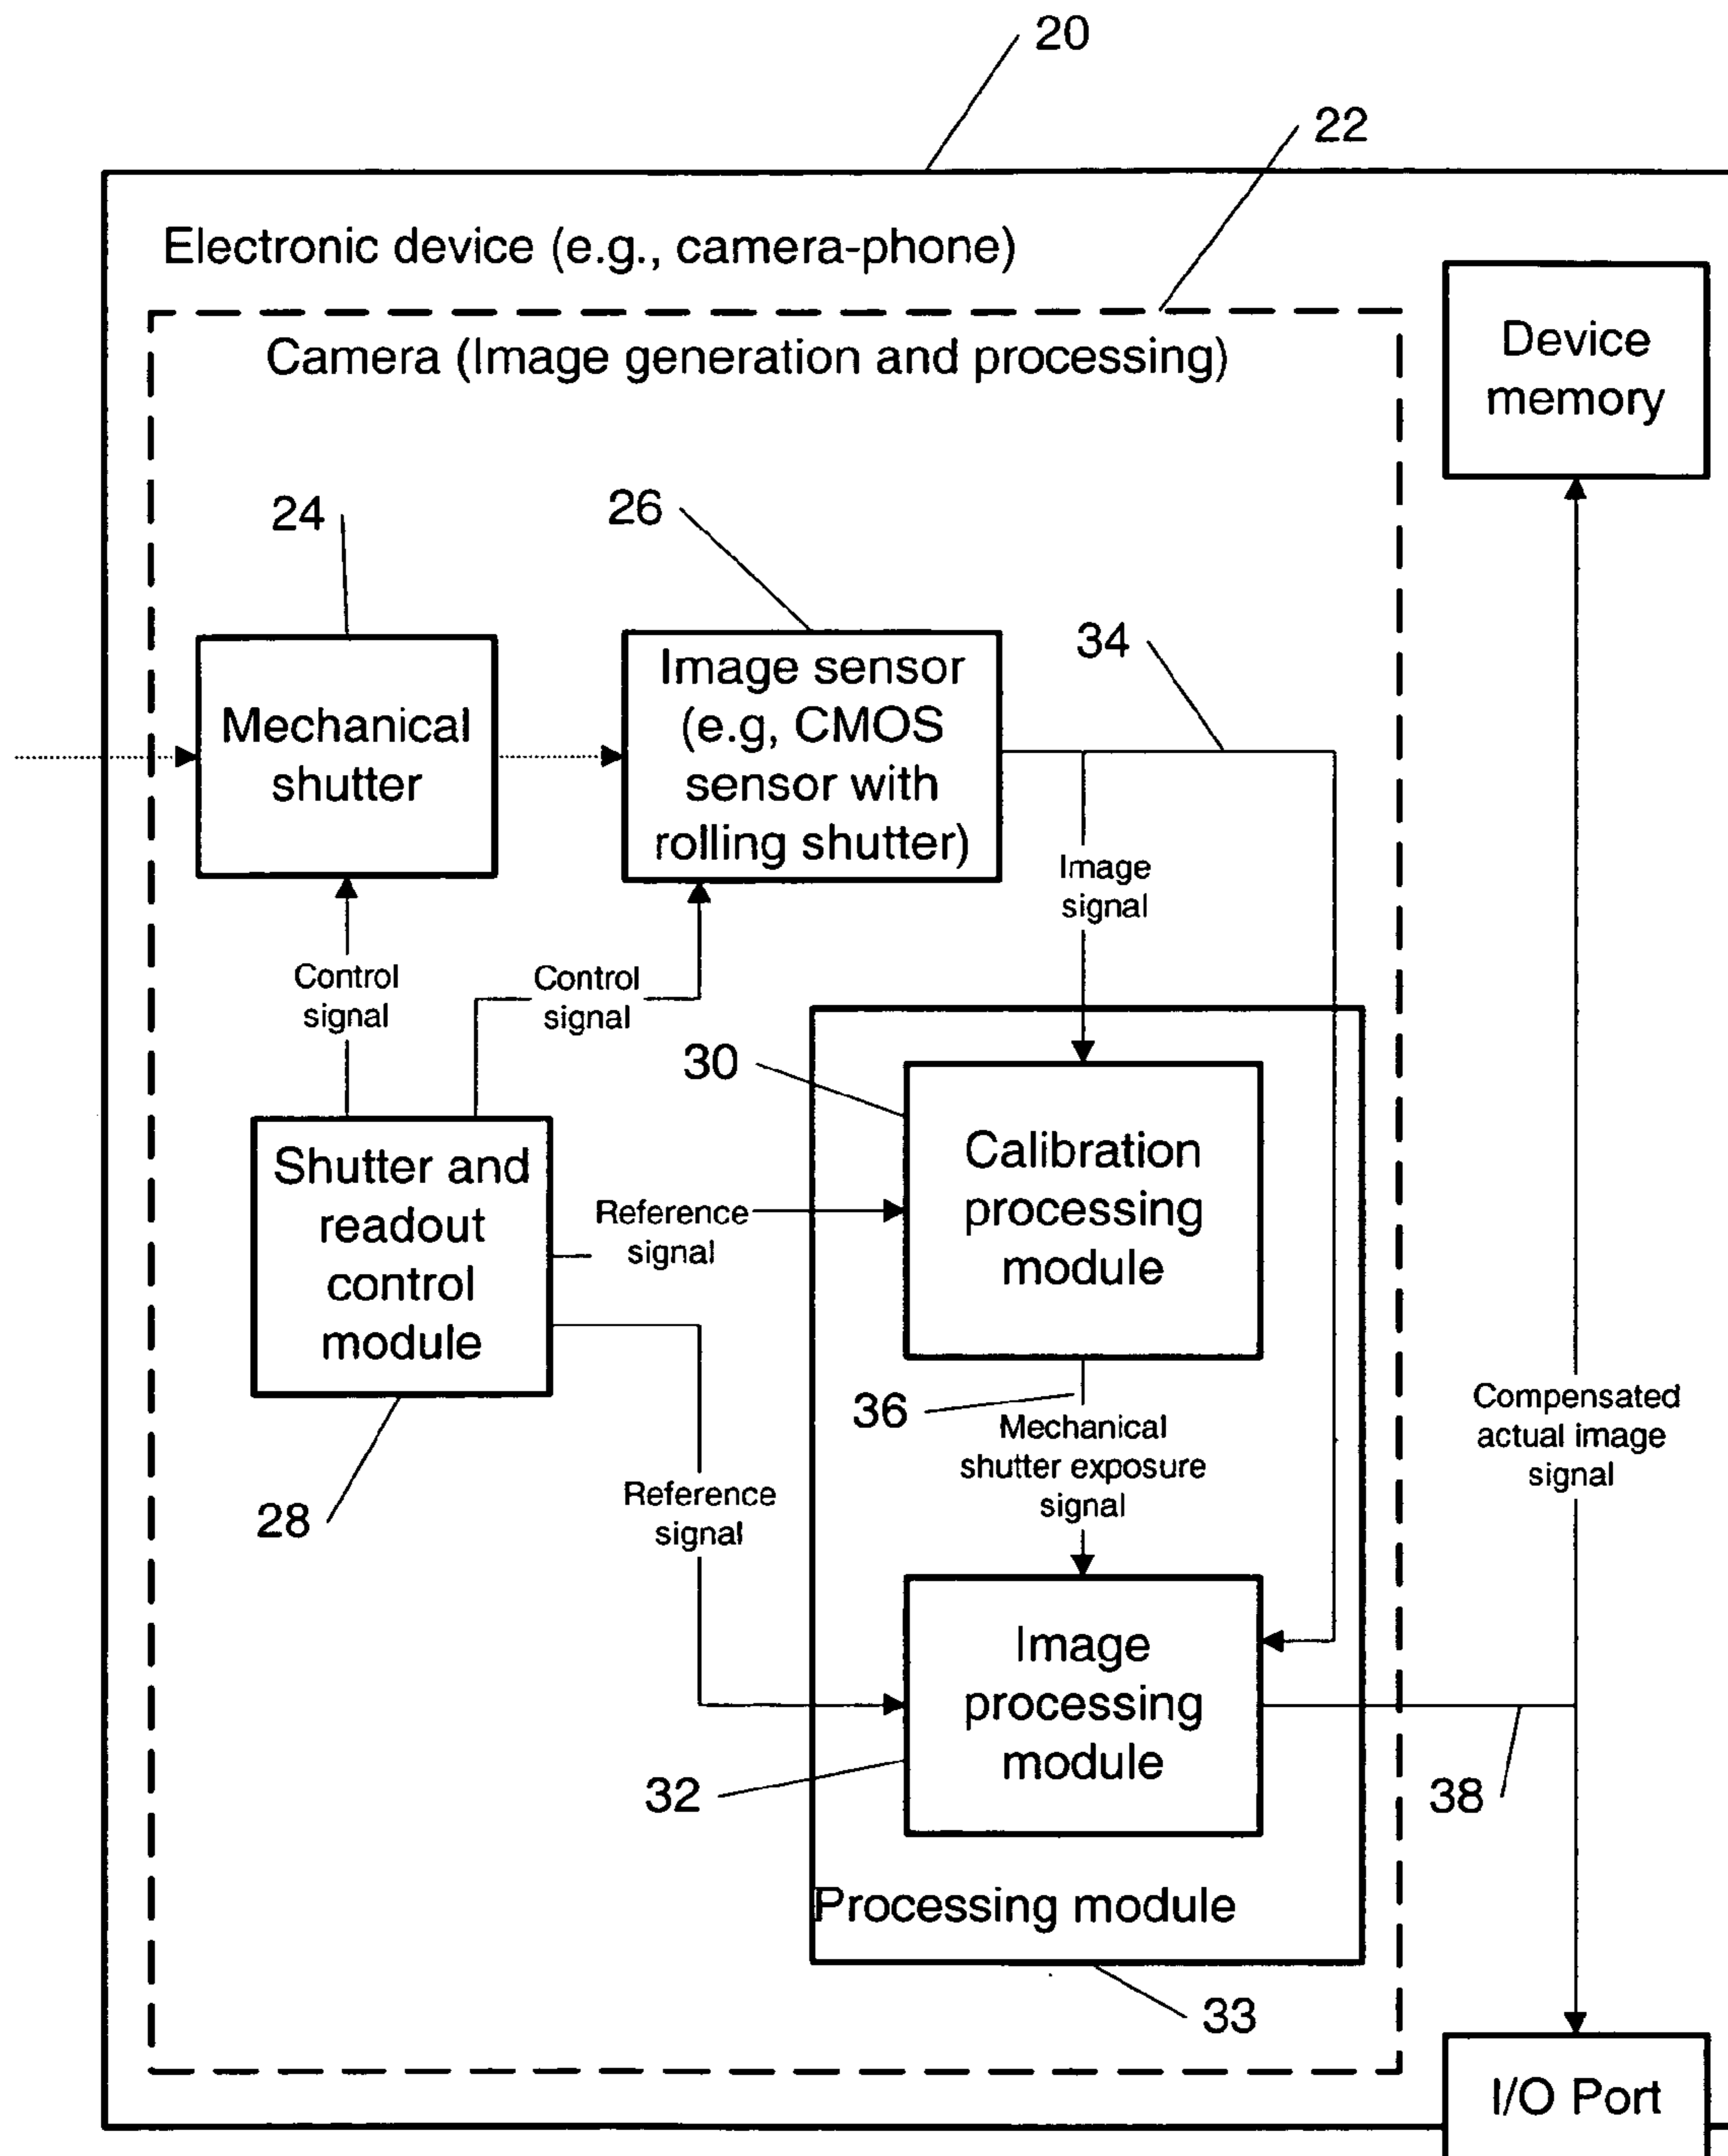 20
22
Electronic device (e.g., camera-phone)
Camera (Image generation and processing)
Device
memory
24
26
34
Mechanical
shutter
Image sensor
(e.g, CMOS
sensor with
rolling shutter)
Image
signal
Control
signal
Control
signal
30
Shutter and
readout
control
module
Reference
signal
Calibration
processing
module
36
Mechanical
shutter exposure
signal
Compensated
actual image
signal
28
Reference
signal
Image
processing
module
32
38
Processing module
33
I/O Port